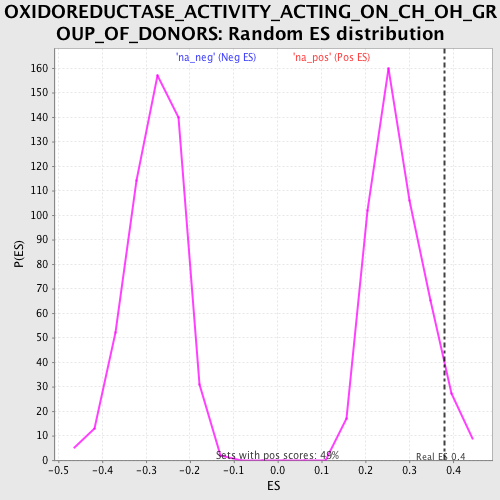 OXIDOREDUCTASE_ACTIVITY_ACTING_ON_CH_OH_GR
OUP_OF_DONORS: Random ES distribution
'na_neg' (Neg ES) 'na_pos' (Pos ES)
160
150
140
130
120
110
100
90
80
70
60
50
40
30
20
10
0
P(ES)
Sets with pos scores: 49%
Real ES 0.4
-0.5 -0.4 -0.3 -0.2 -0.1 0.0 0.1 0.2 0.3 0.4
ES